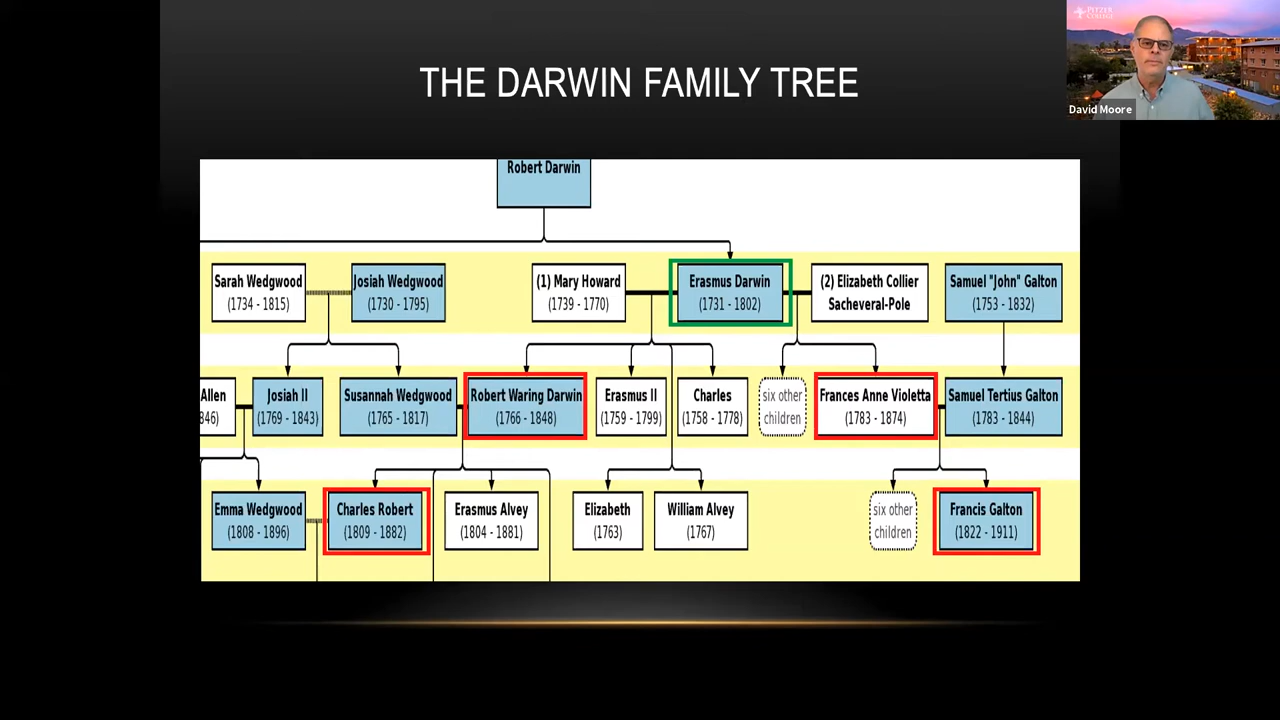 PITZER
COLLEGE
David Moore
THE DARWIN FAMILY TREE
Robert Darwin
Sarah Wedgwood
(1734 - 1815)
Josiah Wedgwood
(1730 - 1795)
(1) Mary Howard
(1739 - 1770)
Erasmus Darwin
(1731 - 1802)
(2) Elizabeth Collier
Sacheveral-Pole
Samuel "John" Galton
(1753 - 1832)
Allen
846)
Josiah II
(1769 - 1843)
Susannah Wedgwood
(1765 - 1817)
Robert Waring Darwin
(1766 - 1848)
Erasmus II
(1759 - 1799)
Charles
(1758 - 1778)
six other
children
Frances Anne Violetta
(1783 - 1874)
Samuel Tertius Galton
(1783 - 1844)
Emma Wedgwood
(1808 - 1896)
Charles Robert
(1809 - 1882)
Erasmus Alvey
(1804 - 1881)
Elizabeth
(1763)
William Alvey
(1767)
six other
children
Francis Galton
(1822 - 1911)